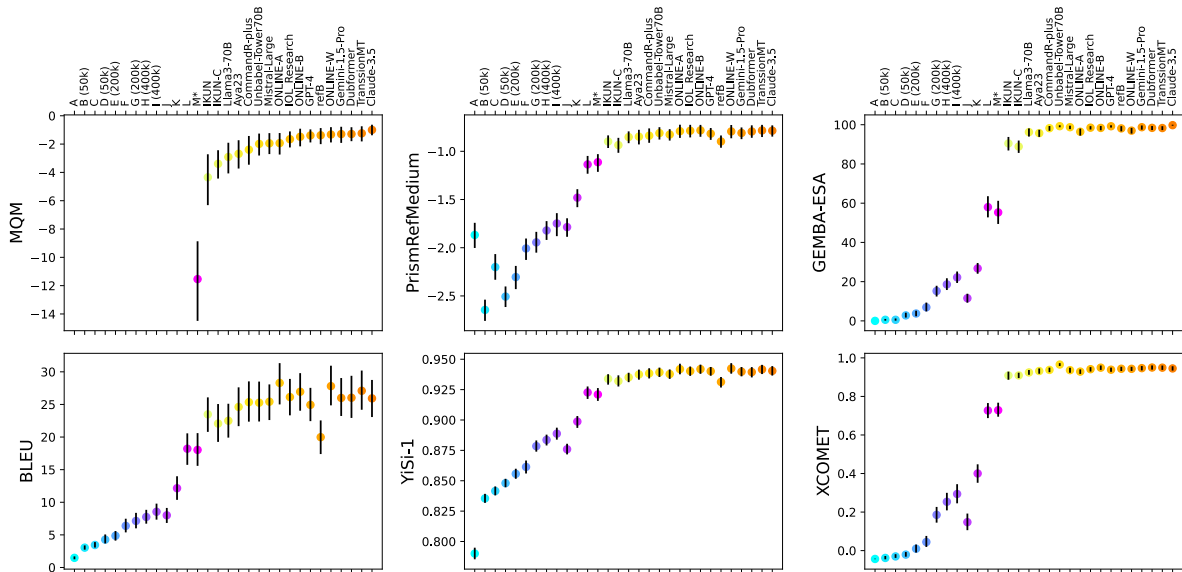 A
B (50k)
C
D (50k)
E (200k)
F
G (200k)
H (400k)
I (400k)
J
K
L
M*
IKUN
IKUN-C
Llama3-70B
Aya23
CommandR-plus
Unbabel-Tower70B
Mistral-Large
ONLINE-A
IOL_Research
ONLINE-B
GPT-4
refB
ONLINE-W
Gemini-1.5-Pro
Dubformer
TranssionMT
Claude-3.5
MQM
0
−2
−4
−6
−8
−10
−12
−14
A
B (50k)
C
D (50k)
E (200k)
F
G (200k)
H (400k)
I (400k)
J
K
L
M*
IKUN
IKUN-C
Llama3-70B
Aya23
CommandR-plus
Unbabel-Tower70B
Mistral-Large
ONLINE-A
IOL_Research
ONLINE-B
GPT-4
refB
ONLINE-W
Gemini-1.5-Pro
Dubformer
TranssionMT
Claude-3.5
PrismRefMedium
−1.0
−1.5
−2.0
−2.5
A
B (50k)
C
D (50k)
E (200k)
F
G (200k)
H (400k)
I (400k)
J
K
L
M*
IKUN
IKUN-C
Llama3-70B
Aya23
CommandR-plus
Unbabel-Tower70B
Mistral-Large
ONLINE-A
IOL_Research
ONLINE-B
GPT-4
refB
ONLINE-W
Gemini-1.5-Pro
Dubformer
TranssionMT
Claude-3.5
GEMBA-ESA
100
80
60
40
20
0
BLEU
30
25
20
15
10
5
0
YiSi-1
0.950
0.925
0.900
0.875
0.850
0.825
0.800
XCOMET
1.0
0.8
0.6
0.4
0.2
0.0